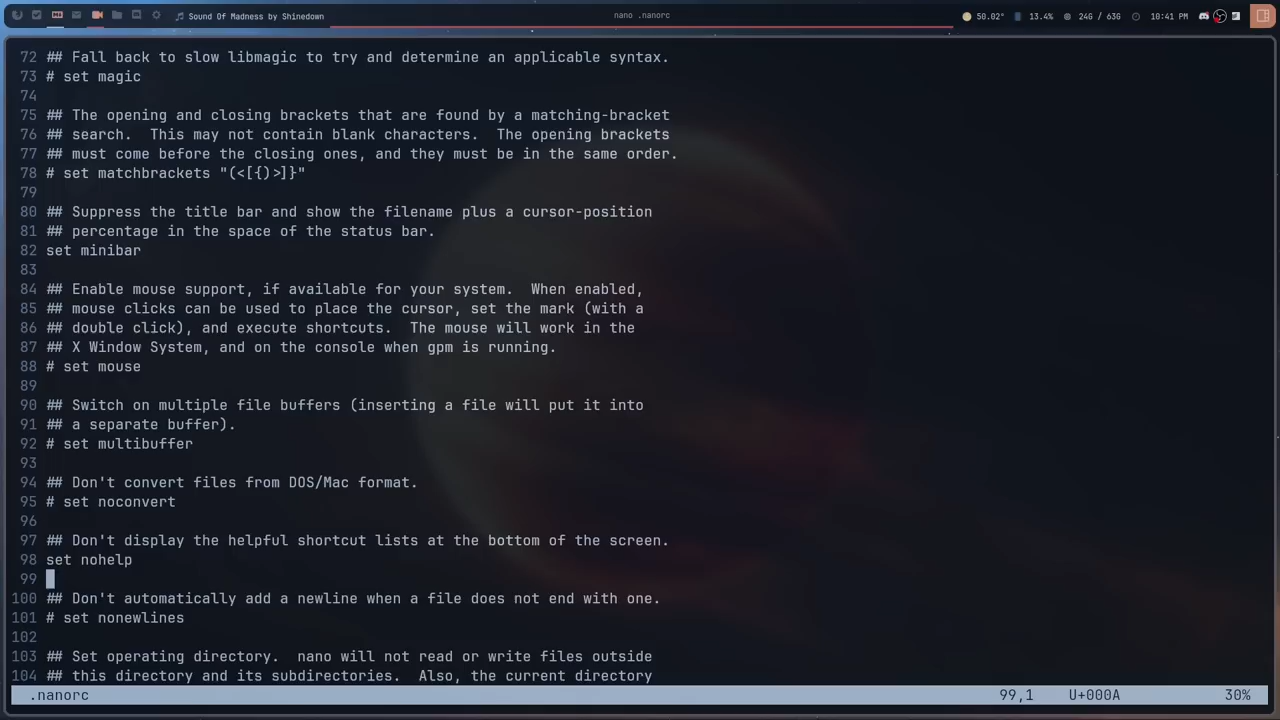 Sound Of Madness by Shinedown
nano .nanorc
50.02°
13.4%
24G / 63G
10:41 PM
72 ## Fall back to slow libmagic to try and determine an applicable syntax.
73 # set magic
74
75 ## The opening and closing brackets that are found by a matching-bracket
76 ## search.  This may not contain blank characters.  The opening brackets
77 ## must come before the closing ones, and they must be in the same order.
78 # set matchbrackets "(<[{)>]}"
79
80 ## Suppress the title bar and show the filename plus a cursor-position
81 ## percentage in the space of the status bar.
82 set minibar
83
84 ## Enable mouse support, if available for your system.  When enabled,
85 ## mouse clicks can be used to place the cursor, set the mark (with a
86 ## double click), and execute shortcuts.  The mouse will work in the
87 ## X Window System, and on the console when gpm is running.
88 # set mouse
89
90 ## Switch on multiple file buffers (inserting a file will put it into
91 ## a separate buffer).
92 # set multibuffer
93
94 ## Don't convert files from DOS/Mac format.
95 # set noconvert
96
97 ## Don't display the helpful shortcut lists at the bottom of the screen.
98 set nohelp
99
100 ## Don't automatically add a newline when a file does not end with one.
101 # set nonewlines
102
103 ## Set operating directory.  nano will not read or write files outside
104 ## this directory and its subdirectories.  Also, the current directory
.nanorc 99,1 U+000A 30%